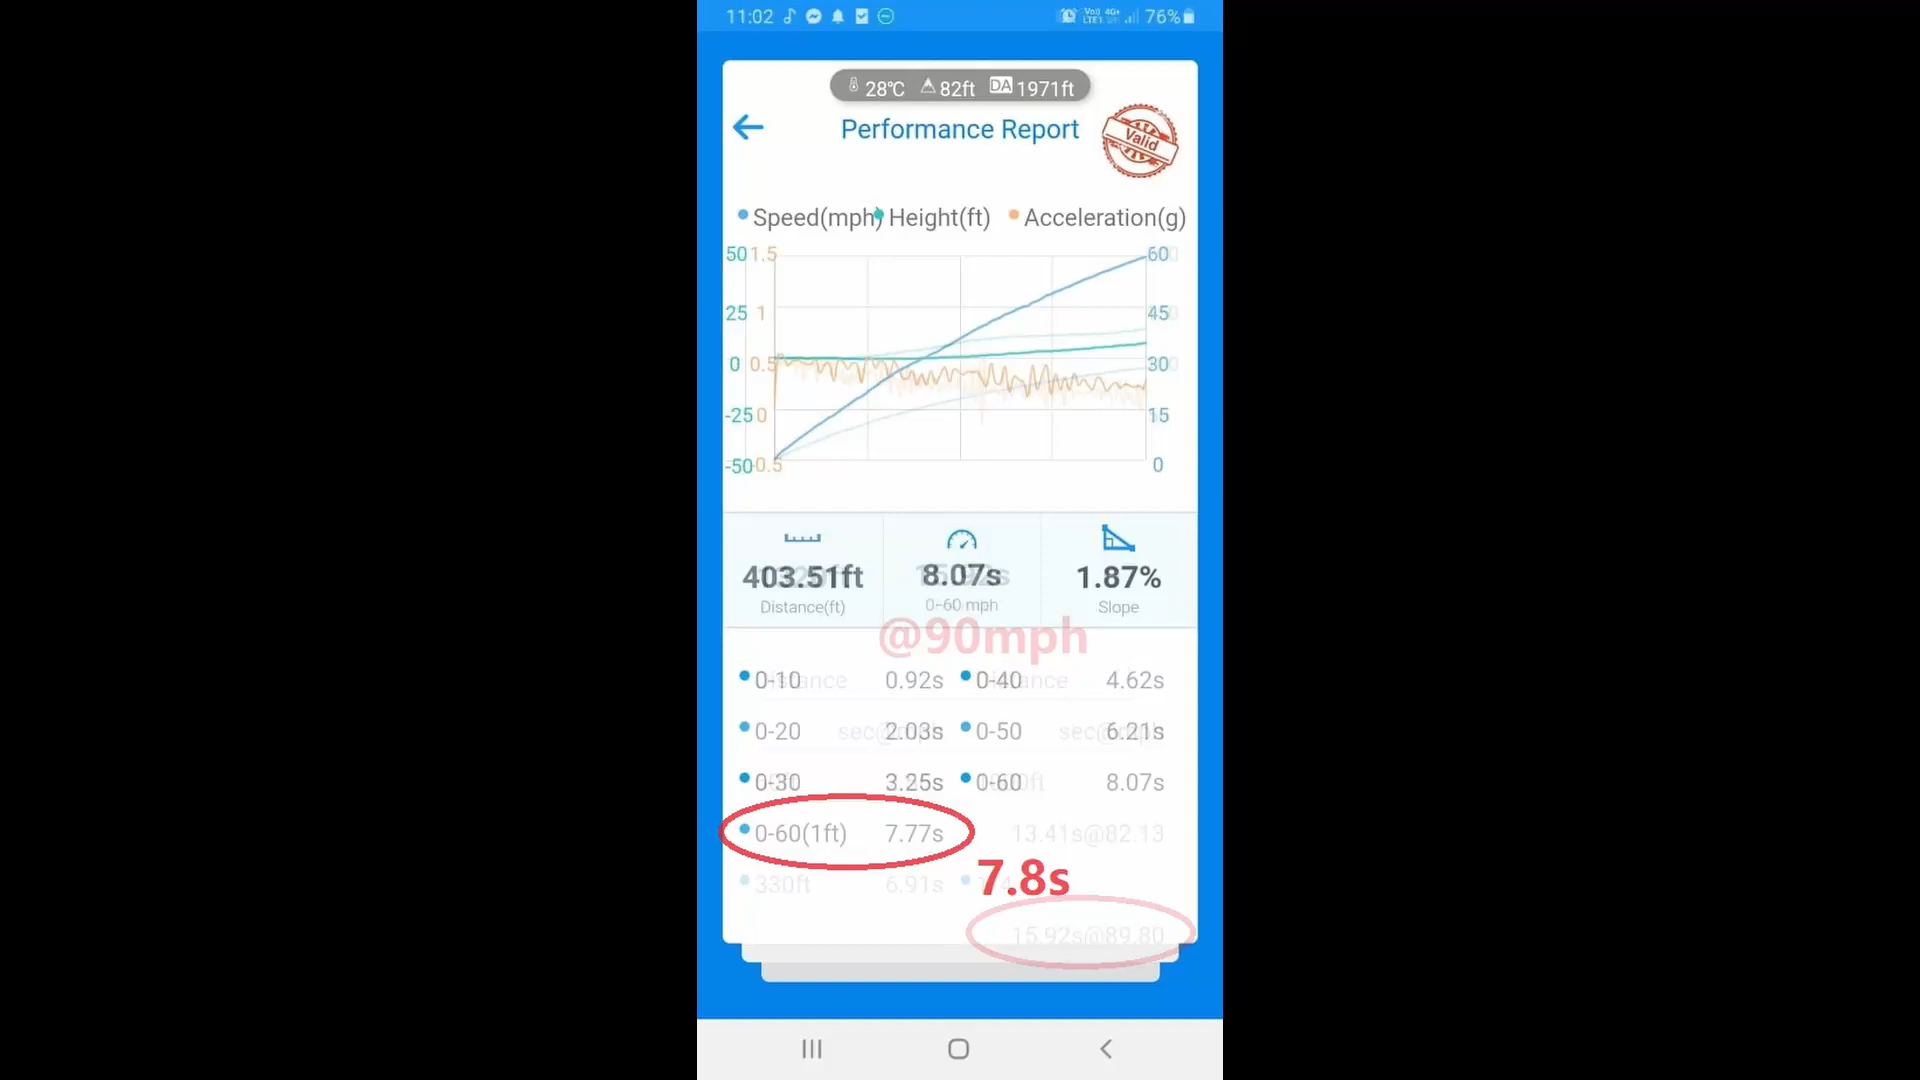 11:02 Vo)) 4G+ LTE1 76%
28℃ 82ft DA 1971ft
Performance Report
Valid
Speed(mph) Height(ft) Acceleration(g)
50 1.5 60
25 1 45
0 0.5 30
-25 0 15
-50 -0.5 0
403.51ft 8.07s 1.87%
Distance(ft) 0-60 mph Slope
@90mph
0-10 0.92s 0-40 4.62s
0-20 2.03s 0-50 6.21s
0-30 3.25s 0-60 8.07s
0-60(1ft) 7.77s 13.41s@82.13
7.8s
330ft 6.91s
15.92s@89.80